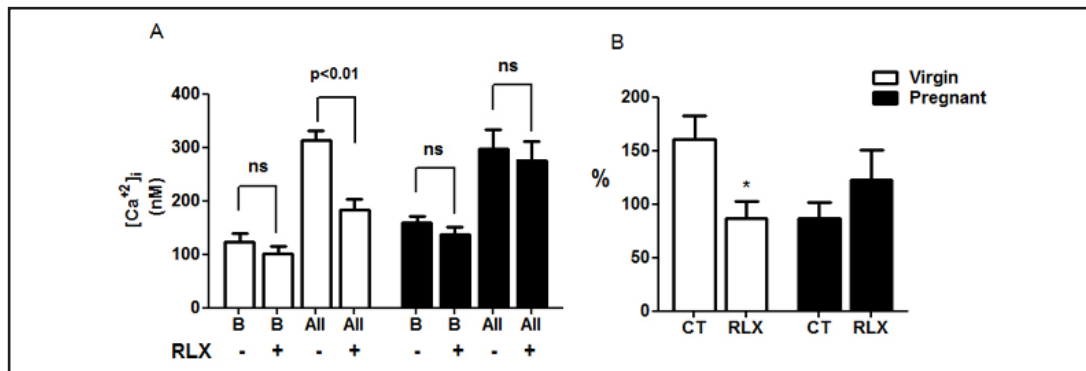 A
[Ca⁺²]i
(nM)
400
300
200
100
0
ns
p<0.01
ns
ns
B B AII AII B B AII AII
RLX - + - + - + - +
B
Virgin
Pregnant
%
200
150
100
50
0
*
CT RLX CT RLX